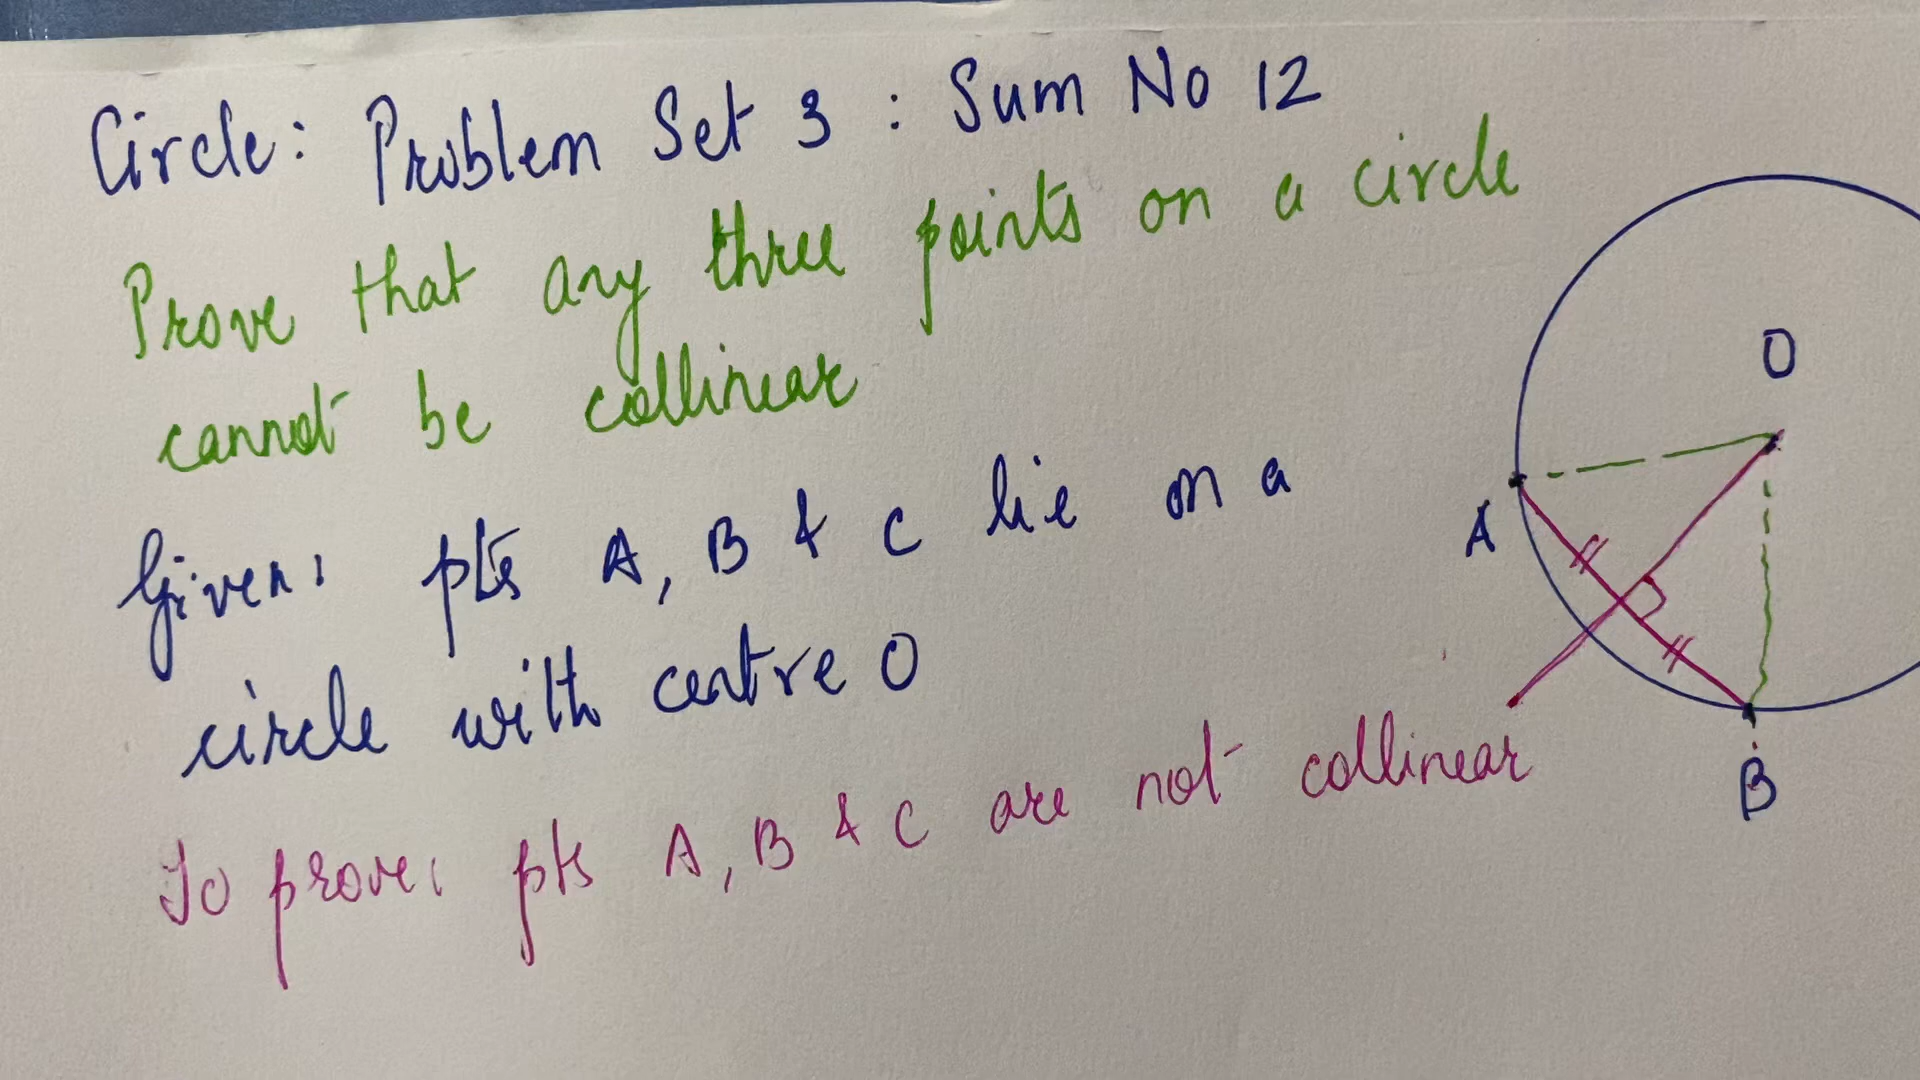 Circle: Problem Set 3 : Sum No 12
Prove that any three points on a circle
cannot be collinear
Given: pts A, B & C lie on a
circle with centre O
To prove: pts A, B & C are not collinear
O
A
B